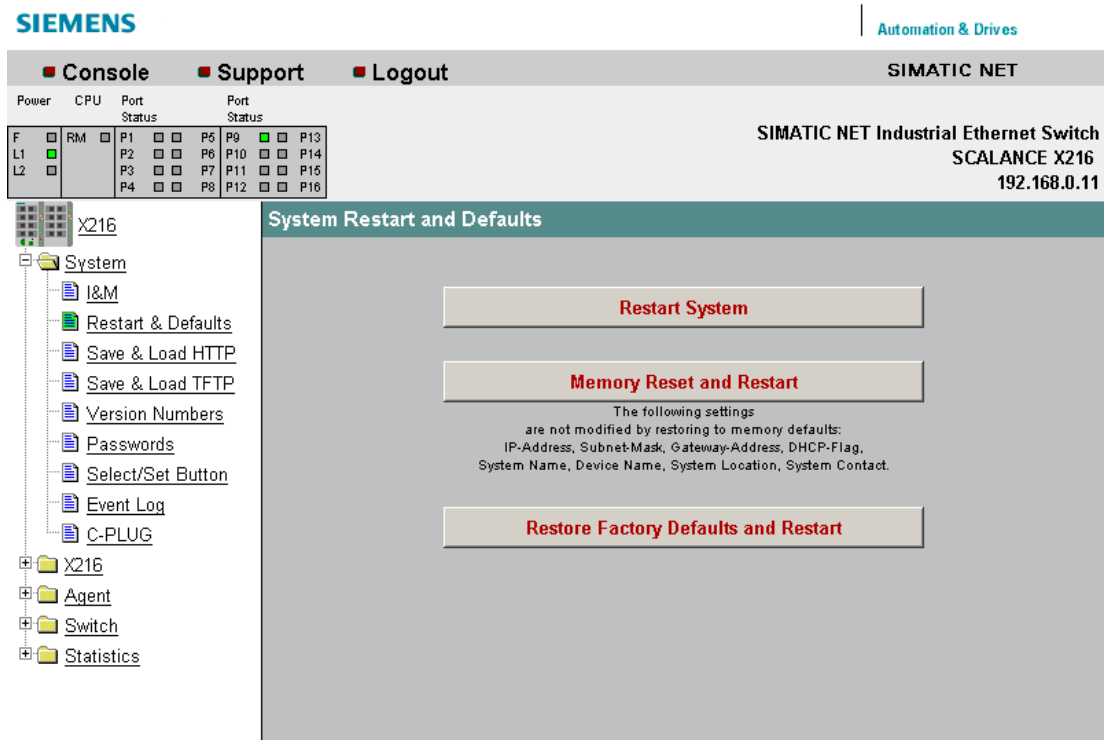 SIEMENS
Automation & Drives
Console Support Logout SIMATIC NET
Power CPU Port Status Port Status
F RM P1 P5 P9 P13
L1 P2 P6 P10 P14
L2 P3 P7 P11 P15
P4 P8 P12 P16
SIMATIC NET Industrial Ethernet Switch
SCALANCE X216
192.168.0.11
X216
System
I&M
Restart & Defaults
Save & Load HTTP
Save & Load TFTP
Version Numbers
Passwords
Select/Set Button
Event Log
C-PLUG
X216
Agent
Switch
Statistics
System Restart and Defaults
Restart System
Memory Reset and Restart
The following settings
are not modified by restoring to memory defaults:
IP-Address, Subnet-Mask, Gateway-Address, DHCP-Flag,
System Name, Device Name, System Location, System Contact.
Restore Factory Defaults and Restart